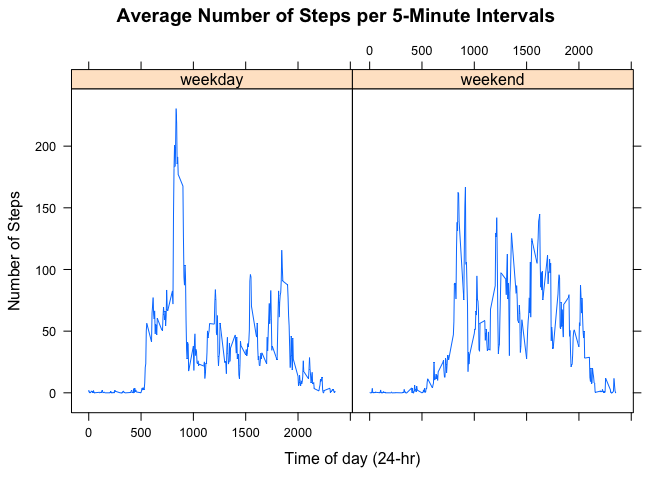 Average Number of Steps per 5-Minute Intervals
0 500 1000 1500 2000
weekday weekend
200
150
100
50
0
Number of Steps
0 500 1000 1500 2000
Time of day (24-hr)